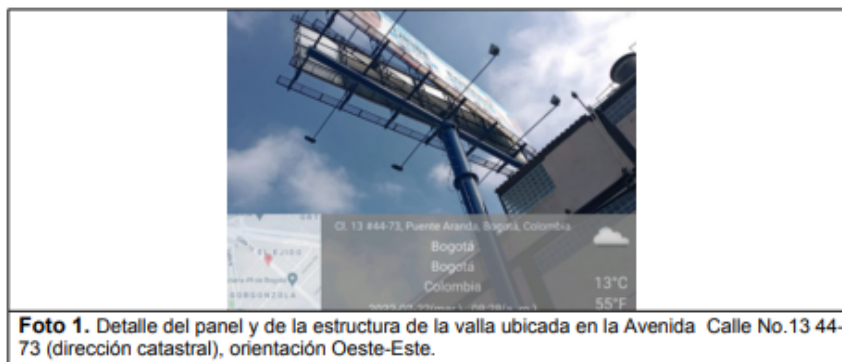 Cl. 13 #44-73, Puente Aranda, Bogotá, Colombia
Bogotá
Bogotá
Colombia
13°C
55°F
EL EJIDO
GORGONZOLA
Foto 1. Detalle del panel y de la estructura de la valla ubicada en la Avenida Calle No.13 44-
73 (dirección catastral), orientación Oeste-Este.